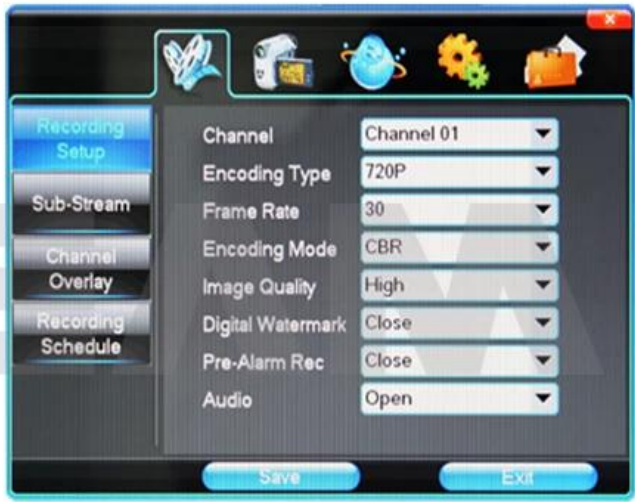 Recording
Setup
Sub-Stream
Channel
Overlay
Recording
Schedule
Channel
Channel 01
Encoding Type
720P
Frame Rate
30
Encoding Mode
CBR
Image Quality
High
Digital Watermark
Close
Pre-Alarm Rec
Close
Audio
Open
Save
Exit